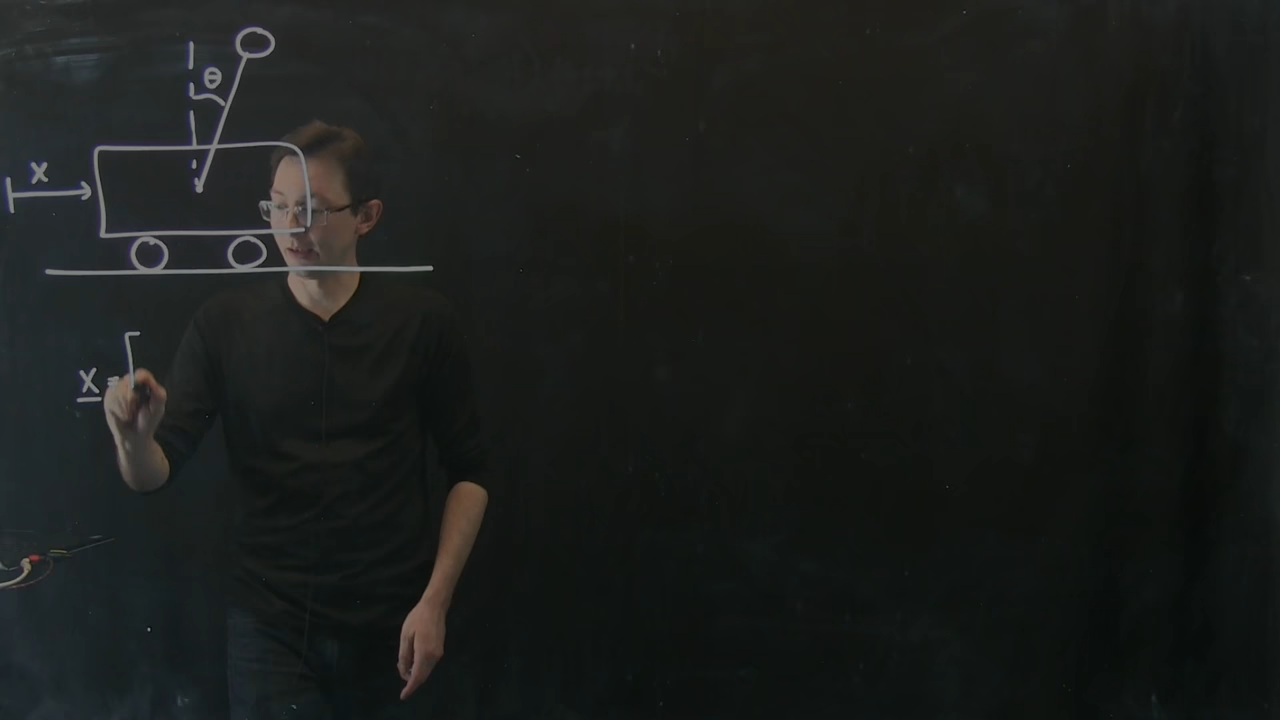 θ
x
x = [